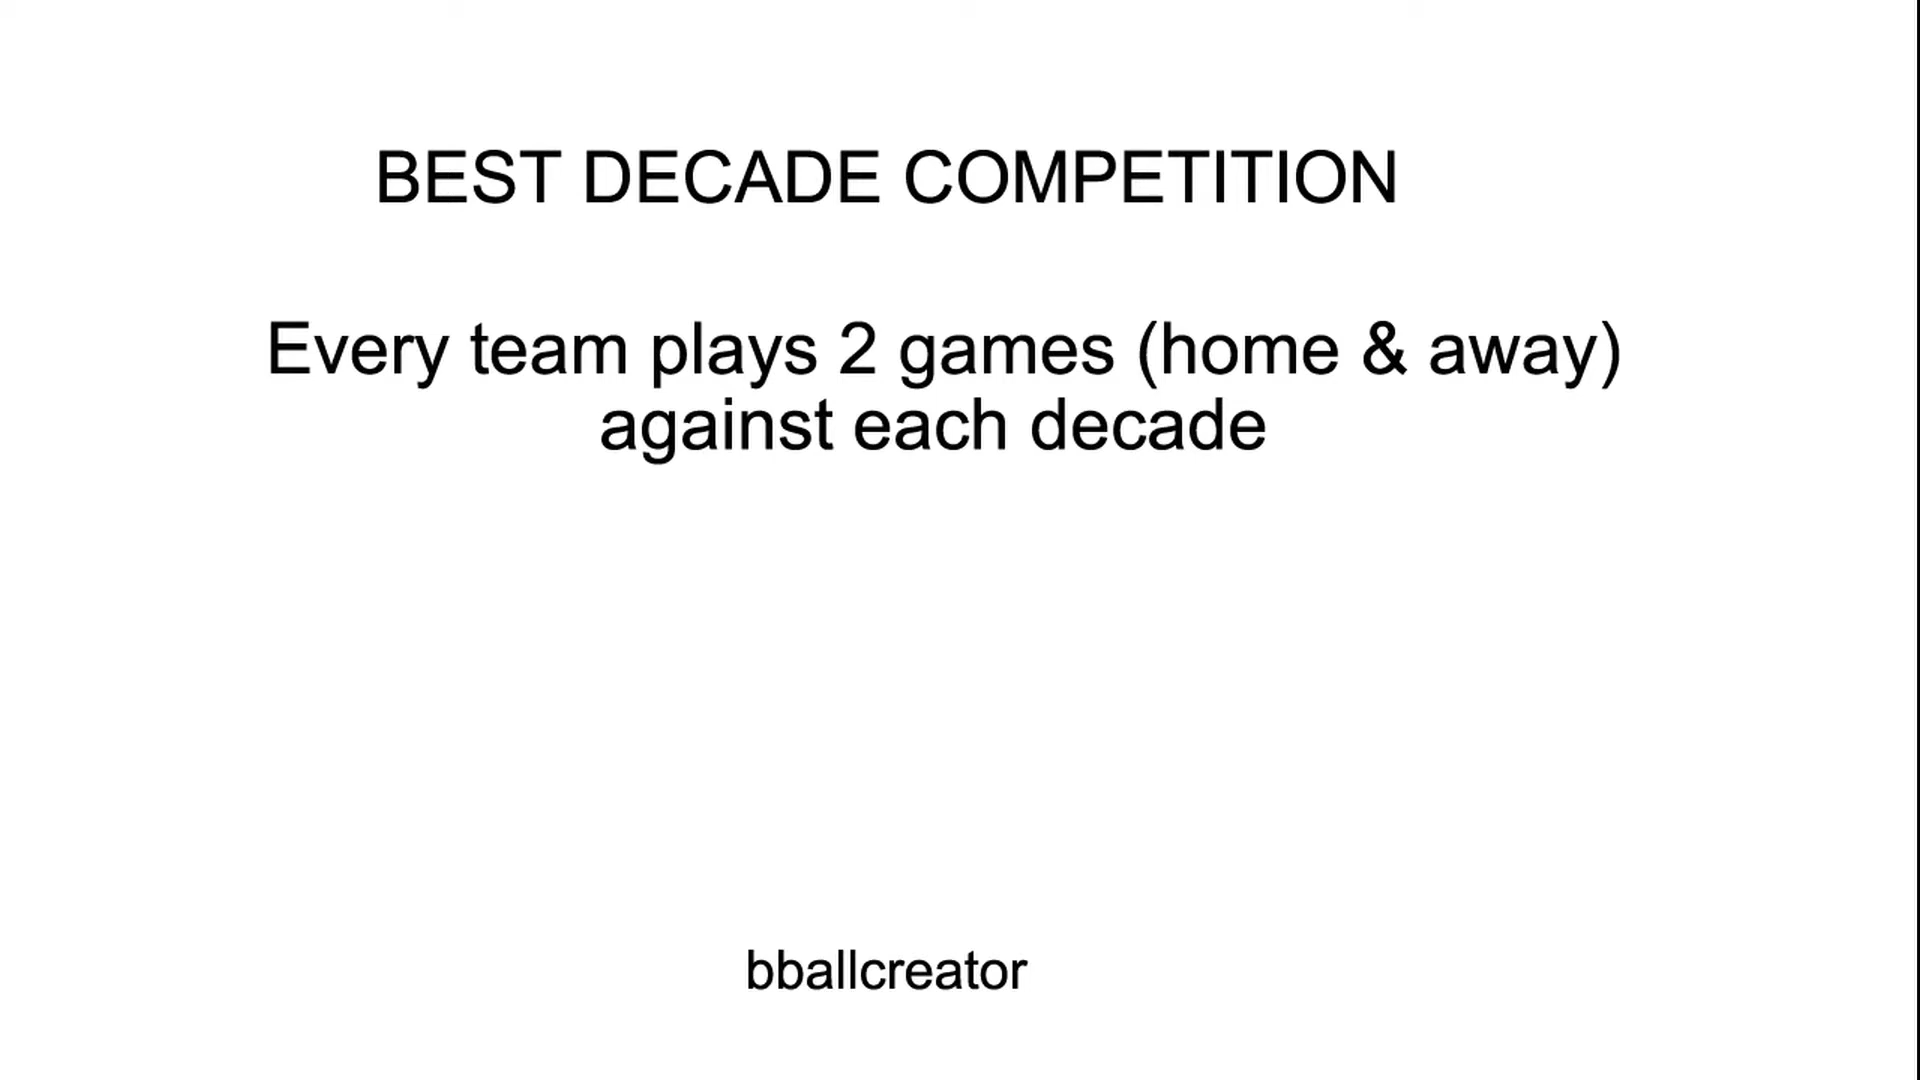 BEST DECADE COMPETITION
Every team plays 2 games (home & away)
against each decade
bballcreator